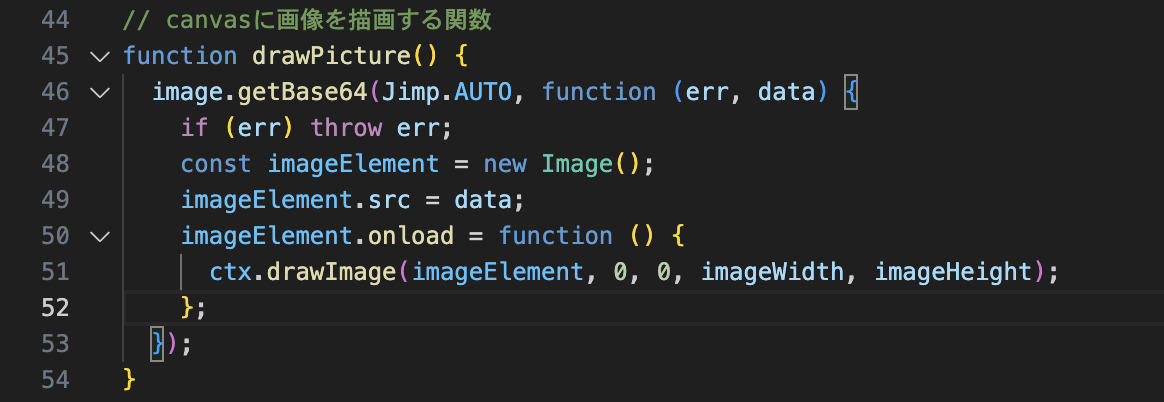 44 // canvasに画像を描画する関数
45 function drawPicture() {
46 image.getBase64(Jimp.AUTO, function (err, data) {
47 if (err) throw err;
48 const imageElement = new Image();
49 imageElement.src = data;
50 imageElement.onload = function () {
51 ctx.drawImage(imageElement, 0, 0, imageWidth, imageHeight);
52 };
53 });
54 }